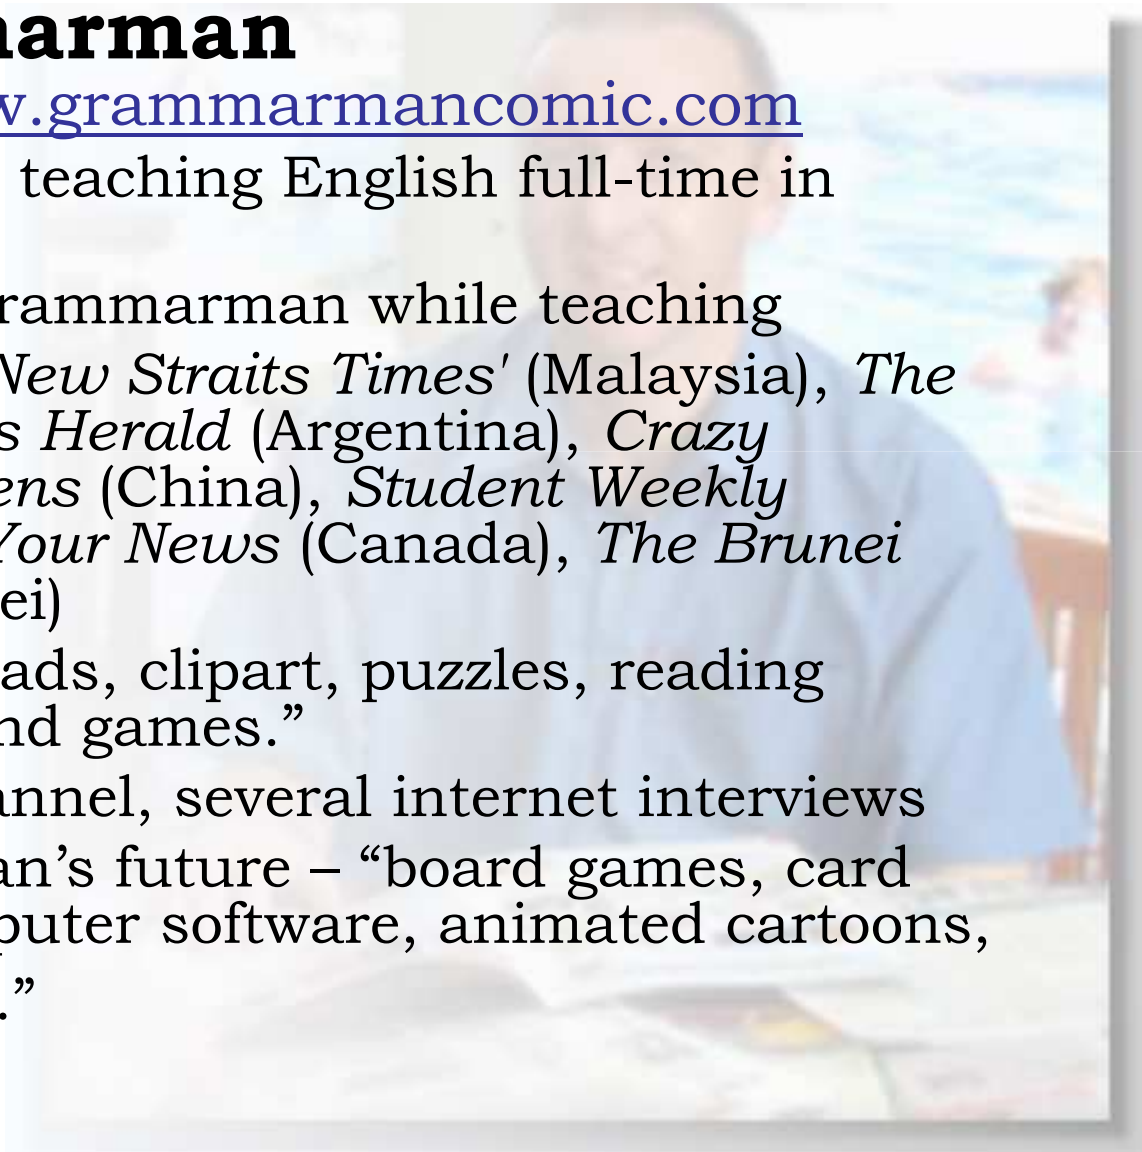 narman
w.grammarmancomic.com
teaching English full-time in
rammarman while teaching
New Straits Times' (Malaysia), The
s Herald (Argentina), Crazy
ens (China), Student Weekly
Your News (Canada), The Brunei
ei)
ads, clipart, puzzles, reading
nd games.”
annel, several internet interviews
an’s future – “board games, card
puter software, animated cartoons,
.”